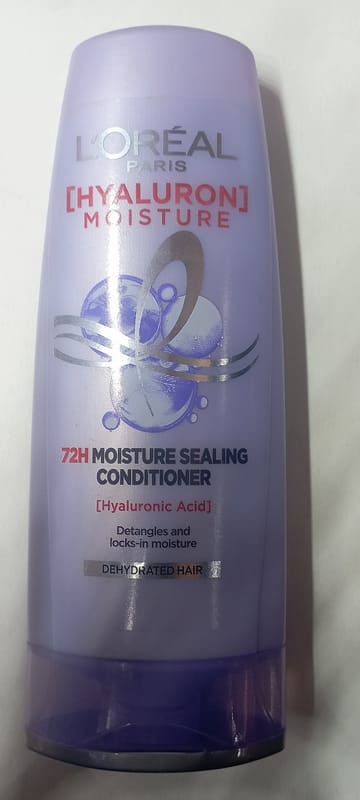 L'ORÉAL
PARIS
[HYALURON]
MOISTURE
72H MOISTURE SEALING
CONDITIONER
[Hyaluronic Acid]
Detangles and
locks-in moisture
DEHYDRATED HAIR